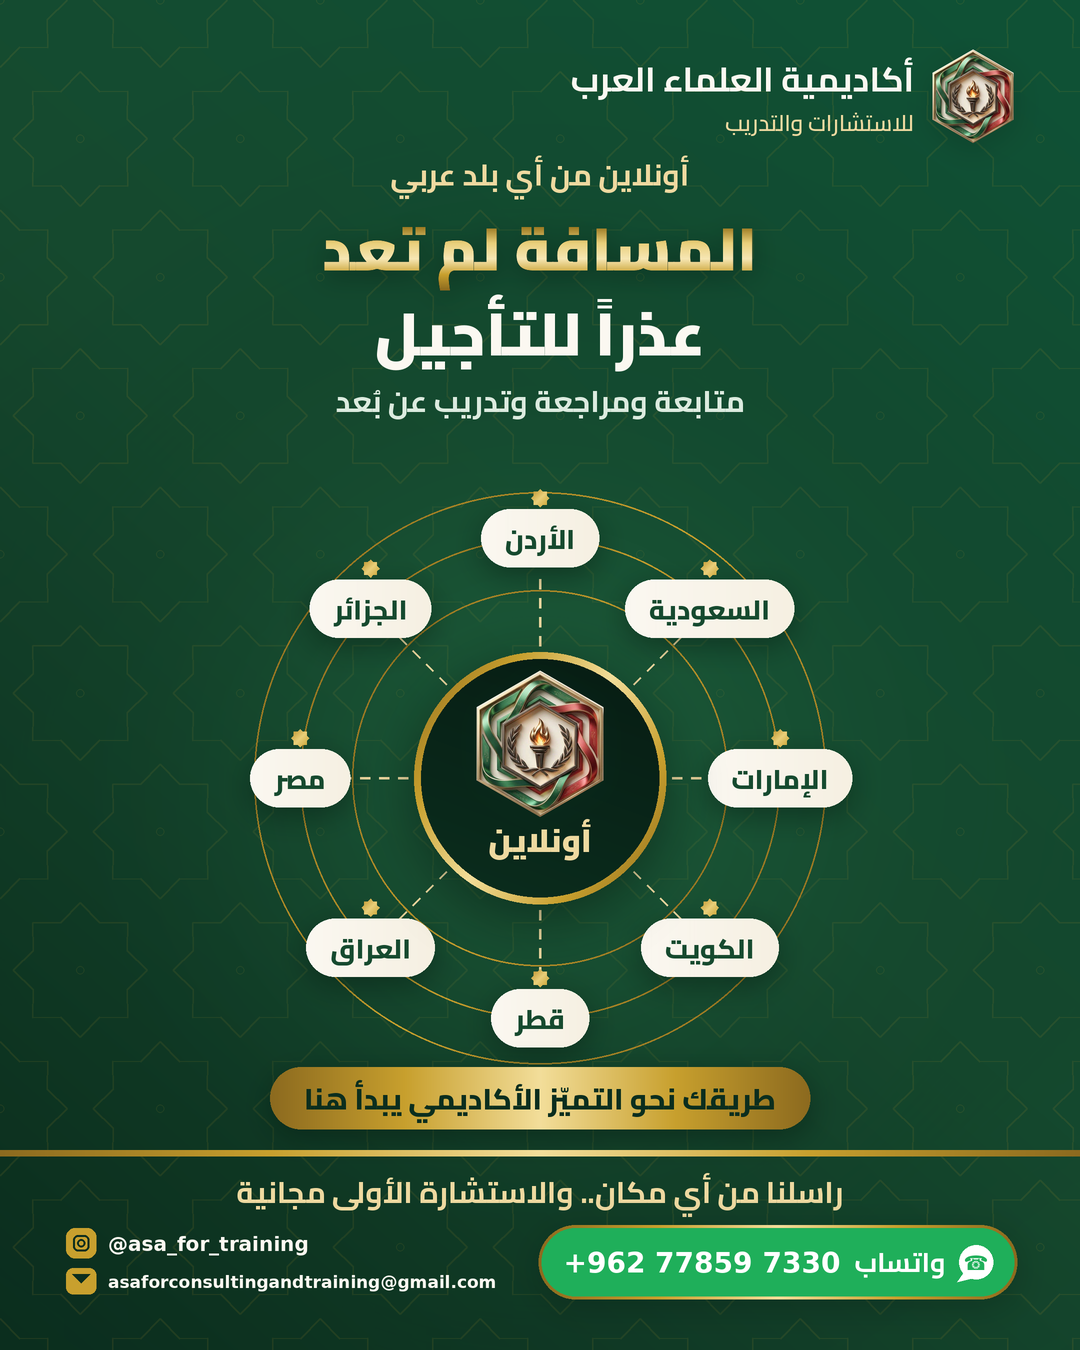 أكاديمية العلماء العرب
للاستشارات والتدريب
أونلاين من أي بلد عربي
المسافة لم تعد
عذراً للتأجيل
متابعة ومراجعة وتدريب عن بُعد
الأردن
السعودية
الجزائر
الإمارات
مصر
أونلاين
الكويت
العراق
قطر
طريقك نحو التميّز الأكاديمي يبدأ هنا
راسلنا من أي مكان.. والاستشارة الأولى مجانية
واتساب +962 77859 7330
@asa_for_training
asaforconsultingandtraining@gmail.com